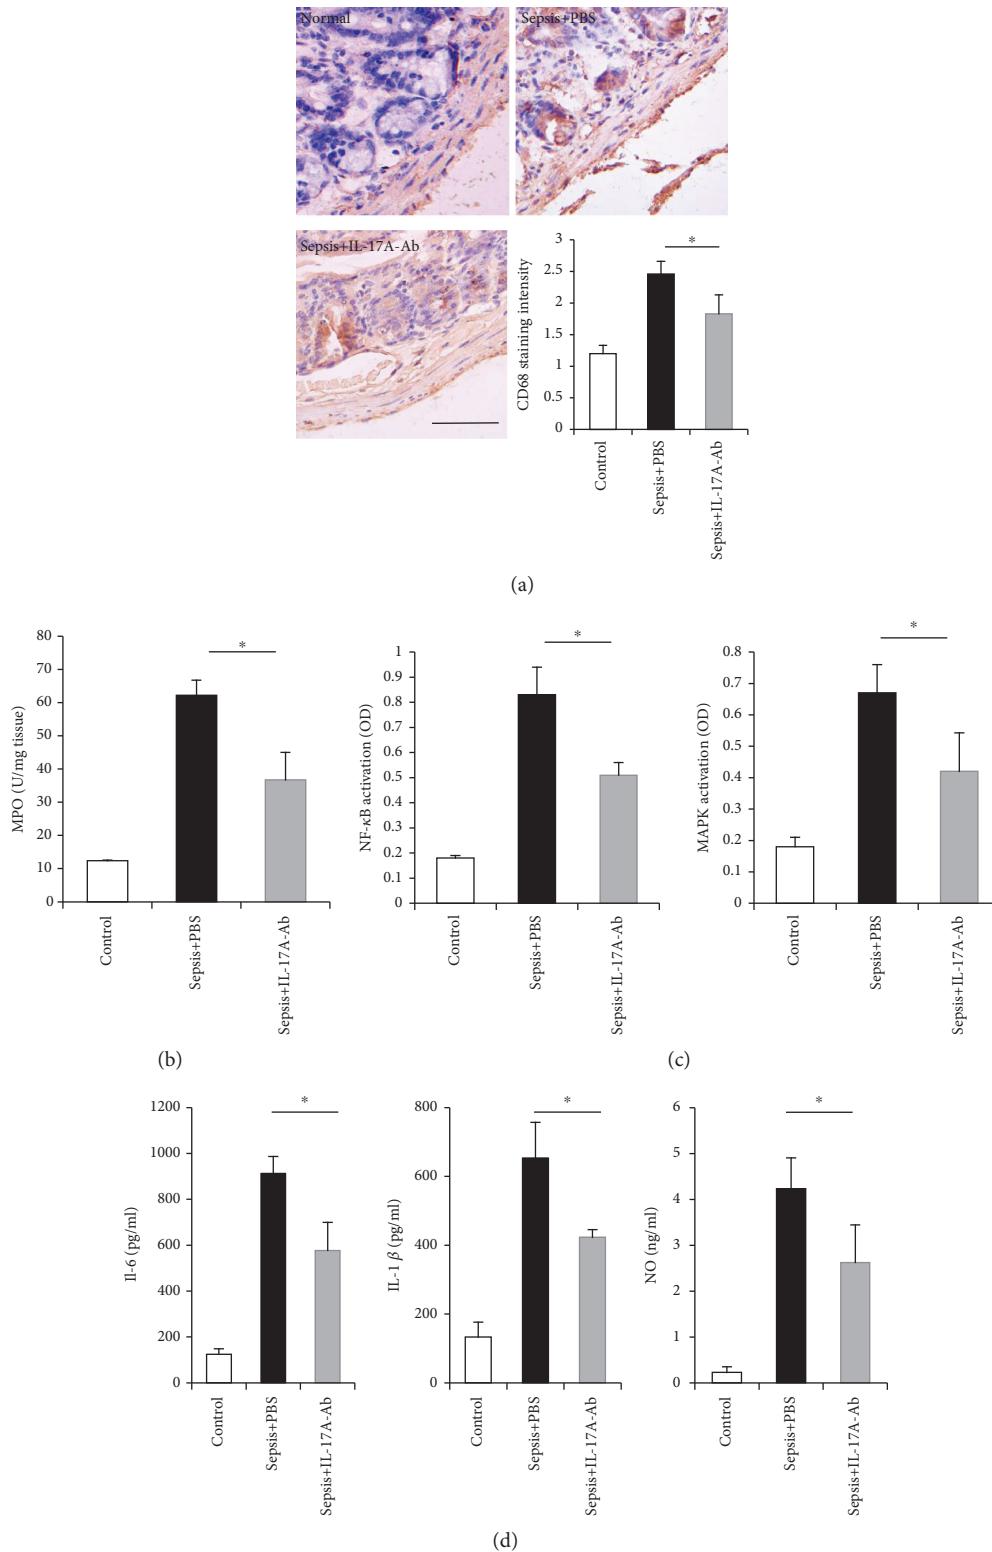 Normal
Sepsis+PBS
Sepsis+IL-17A-Ab
CD68 staining intensity
3
2.5
2
1.5
1
0.5
0
*
Control
Sepsis+PBS
Sepsis+IL-17A-Ab
(a)
MPO (U/mg tissue)
80
70
60
50
40
30
20
10
0
*
Control
Sepsis+PBS
Sepsis+IL-17A-Ab
(b)
NF-κB activation (OD)
1
0.9
0.8
0.7
0.6
0.5
0.4
0.3
0.2
0.1
0
*
Control
Sepsis+PBS
Sepsis+IL-17A-Ab
MAPK activation (OD)
0.8
0.7
0.6
0.5
0.4
0.3
0.2
0.1
0
*
Control
Sepsis+PBS
Sepsis+IL-17A-Ab
(c)
Il-6 (pg/ml)
1200
1000
800
600
400
200
0
*
Control
Sepsis+PBS
Sepsis+IL-17A-Ab
IL-1 β (pg/ml)
800
600
400
200
0
*
Control
Sepsis+PBS
Sepsis+IL-17A-Ab
NO (ng/ml)
6
5
4
3
2
1
0
*
Control
Sepsis+PBS
Sepsis+IL-17A-Ab
(d)